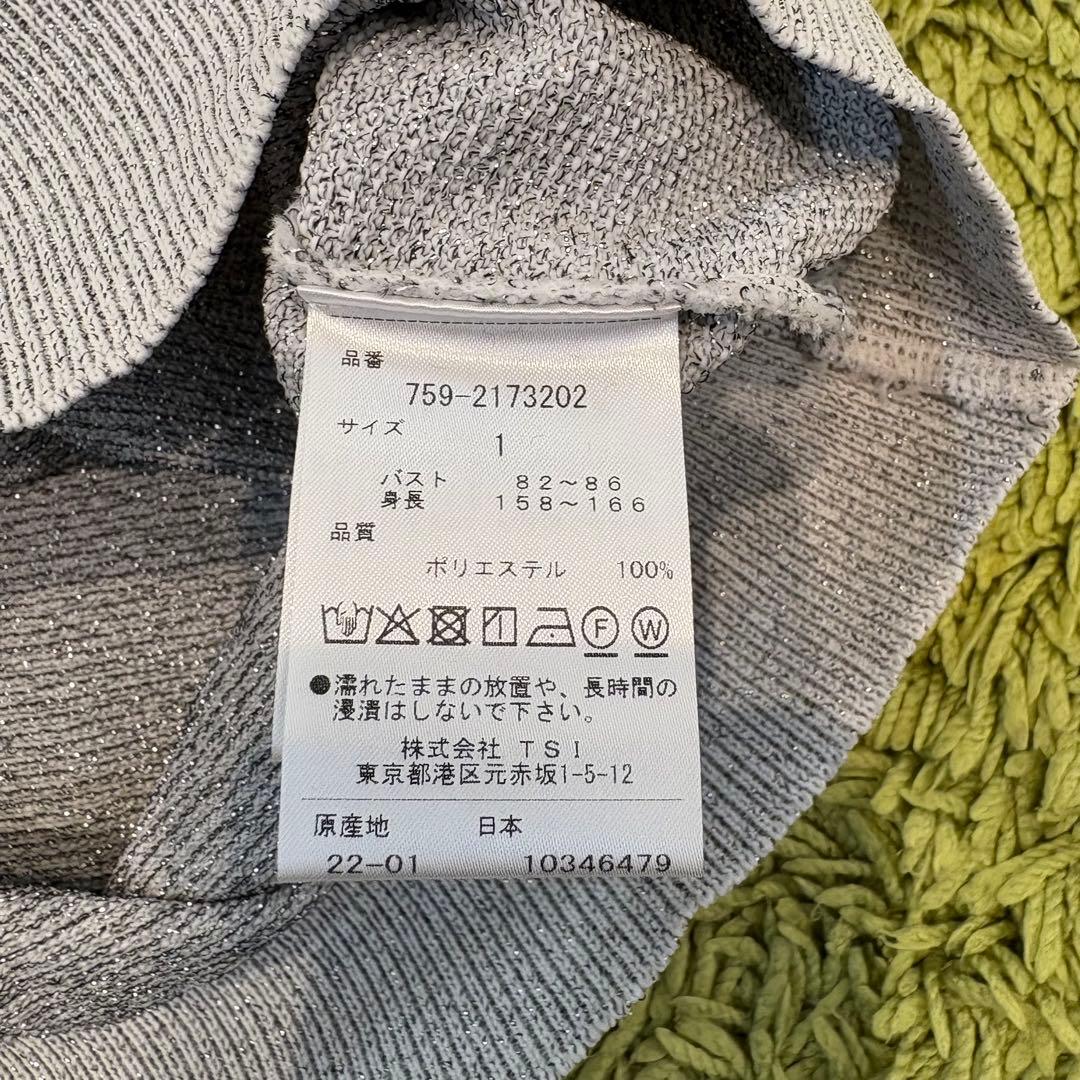 品番
759-2173202
サイズ
1
バスト 82～86
身長 158～166
品質
ポリエステル 100%
F W
●濡れたままの放置や、長時間の
浸漬はしないで下さい。
株式会社 TSI
東京都港区元赤坂1-5-12
原産地 日本
22-01 10346479